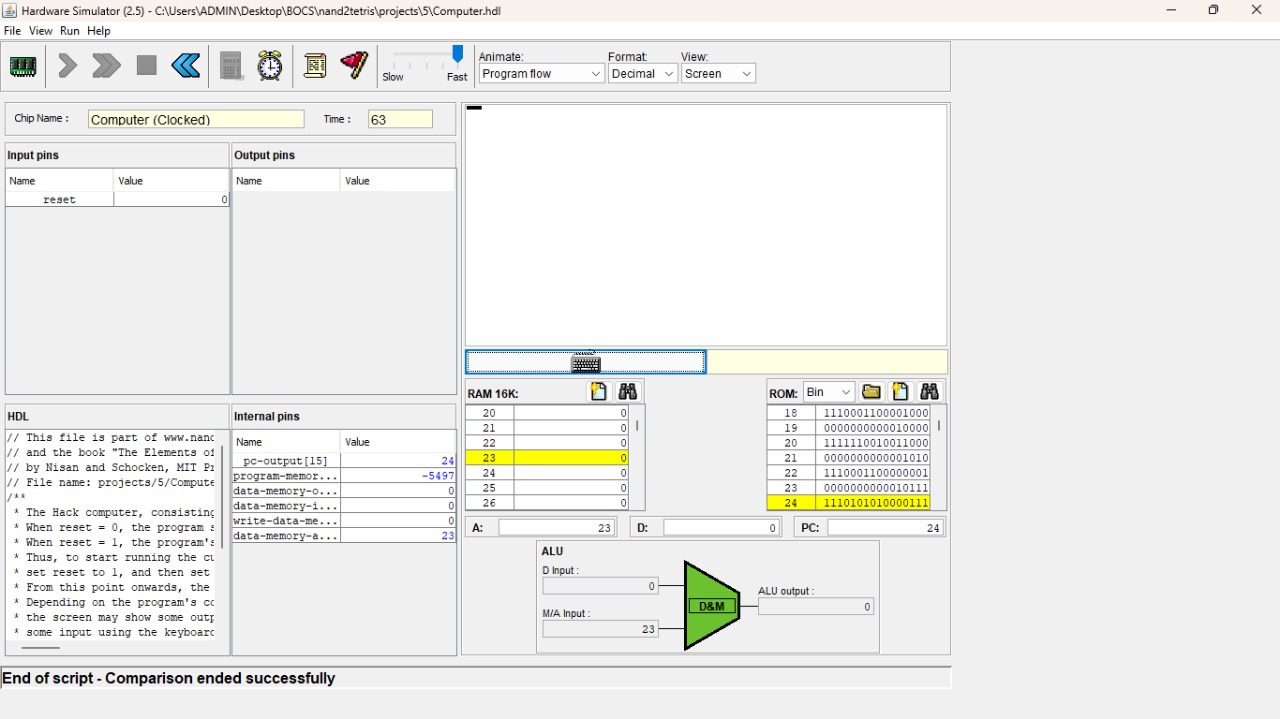 Hardware Simulator (2.5) - C:\Users\ADMIN\Desktop\BOCS\nand2tetris\projects\5\Computer.hdl
File View Run Help
Slow Fast
Animate: Format: View:
Program flow Decimal Screen
Chip Name : Computer (Clocked) Time : 63
Input pins
Name Value
reset 0
Output pins
Name Value
HDL
// This file is part of www.nand
// and the book "The Elements of
// by Nisan and Schocken, MIT Pr
// File name: projects/5/Compute
/**
* The Hack computer, consisting
* When reset = 0, the program s
* When reset = 1, the program's
* Thus, to start running the cu
* set reset to 1, and then set
* From this point onwards, the
* Depending on the program's co
* the screen may show some outp
* some input using the keyboard
Internal pins
Name Value
pc-output[15] 24
program-memor... -5497
data-memory-o... 0
data-memory-i... 0
write-data-me... 0
data-memory-a... 23
RAM 16K:
20 0
21 0
22 0
23 0
24 0
25 0
26 0
ROM: Bin
18 1110001100001000
19 0000000000010000
20 1111110010011000
21 0000000000001010
22 1110001100000001
23 0000000000010111
24 1110101010000111
A: 23 D: 0 PC: 24
ALU
D Input : 0
M/A Input : 23
D&M
ALU output : 0
End of script - Comparison ended successfully